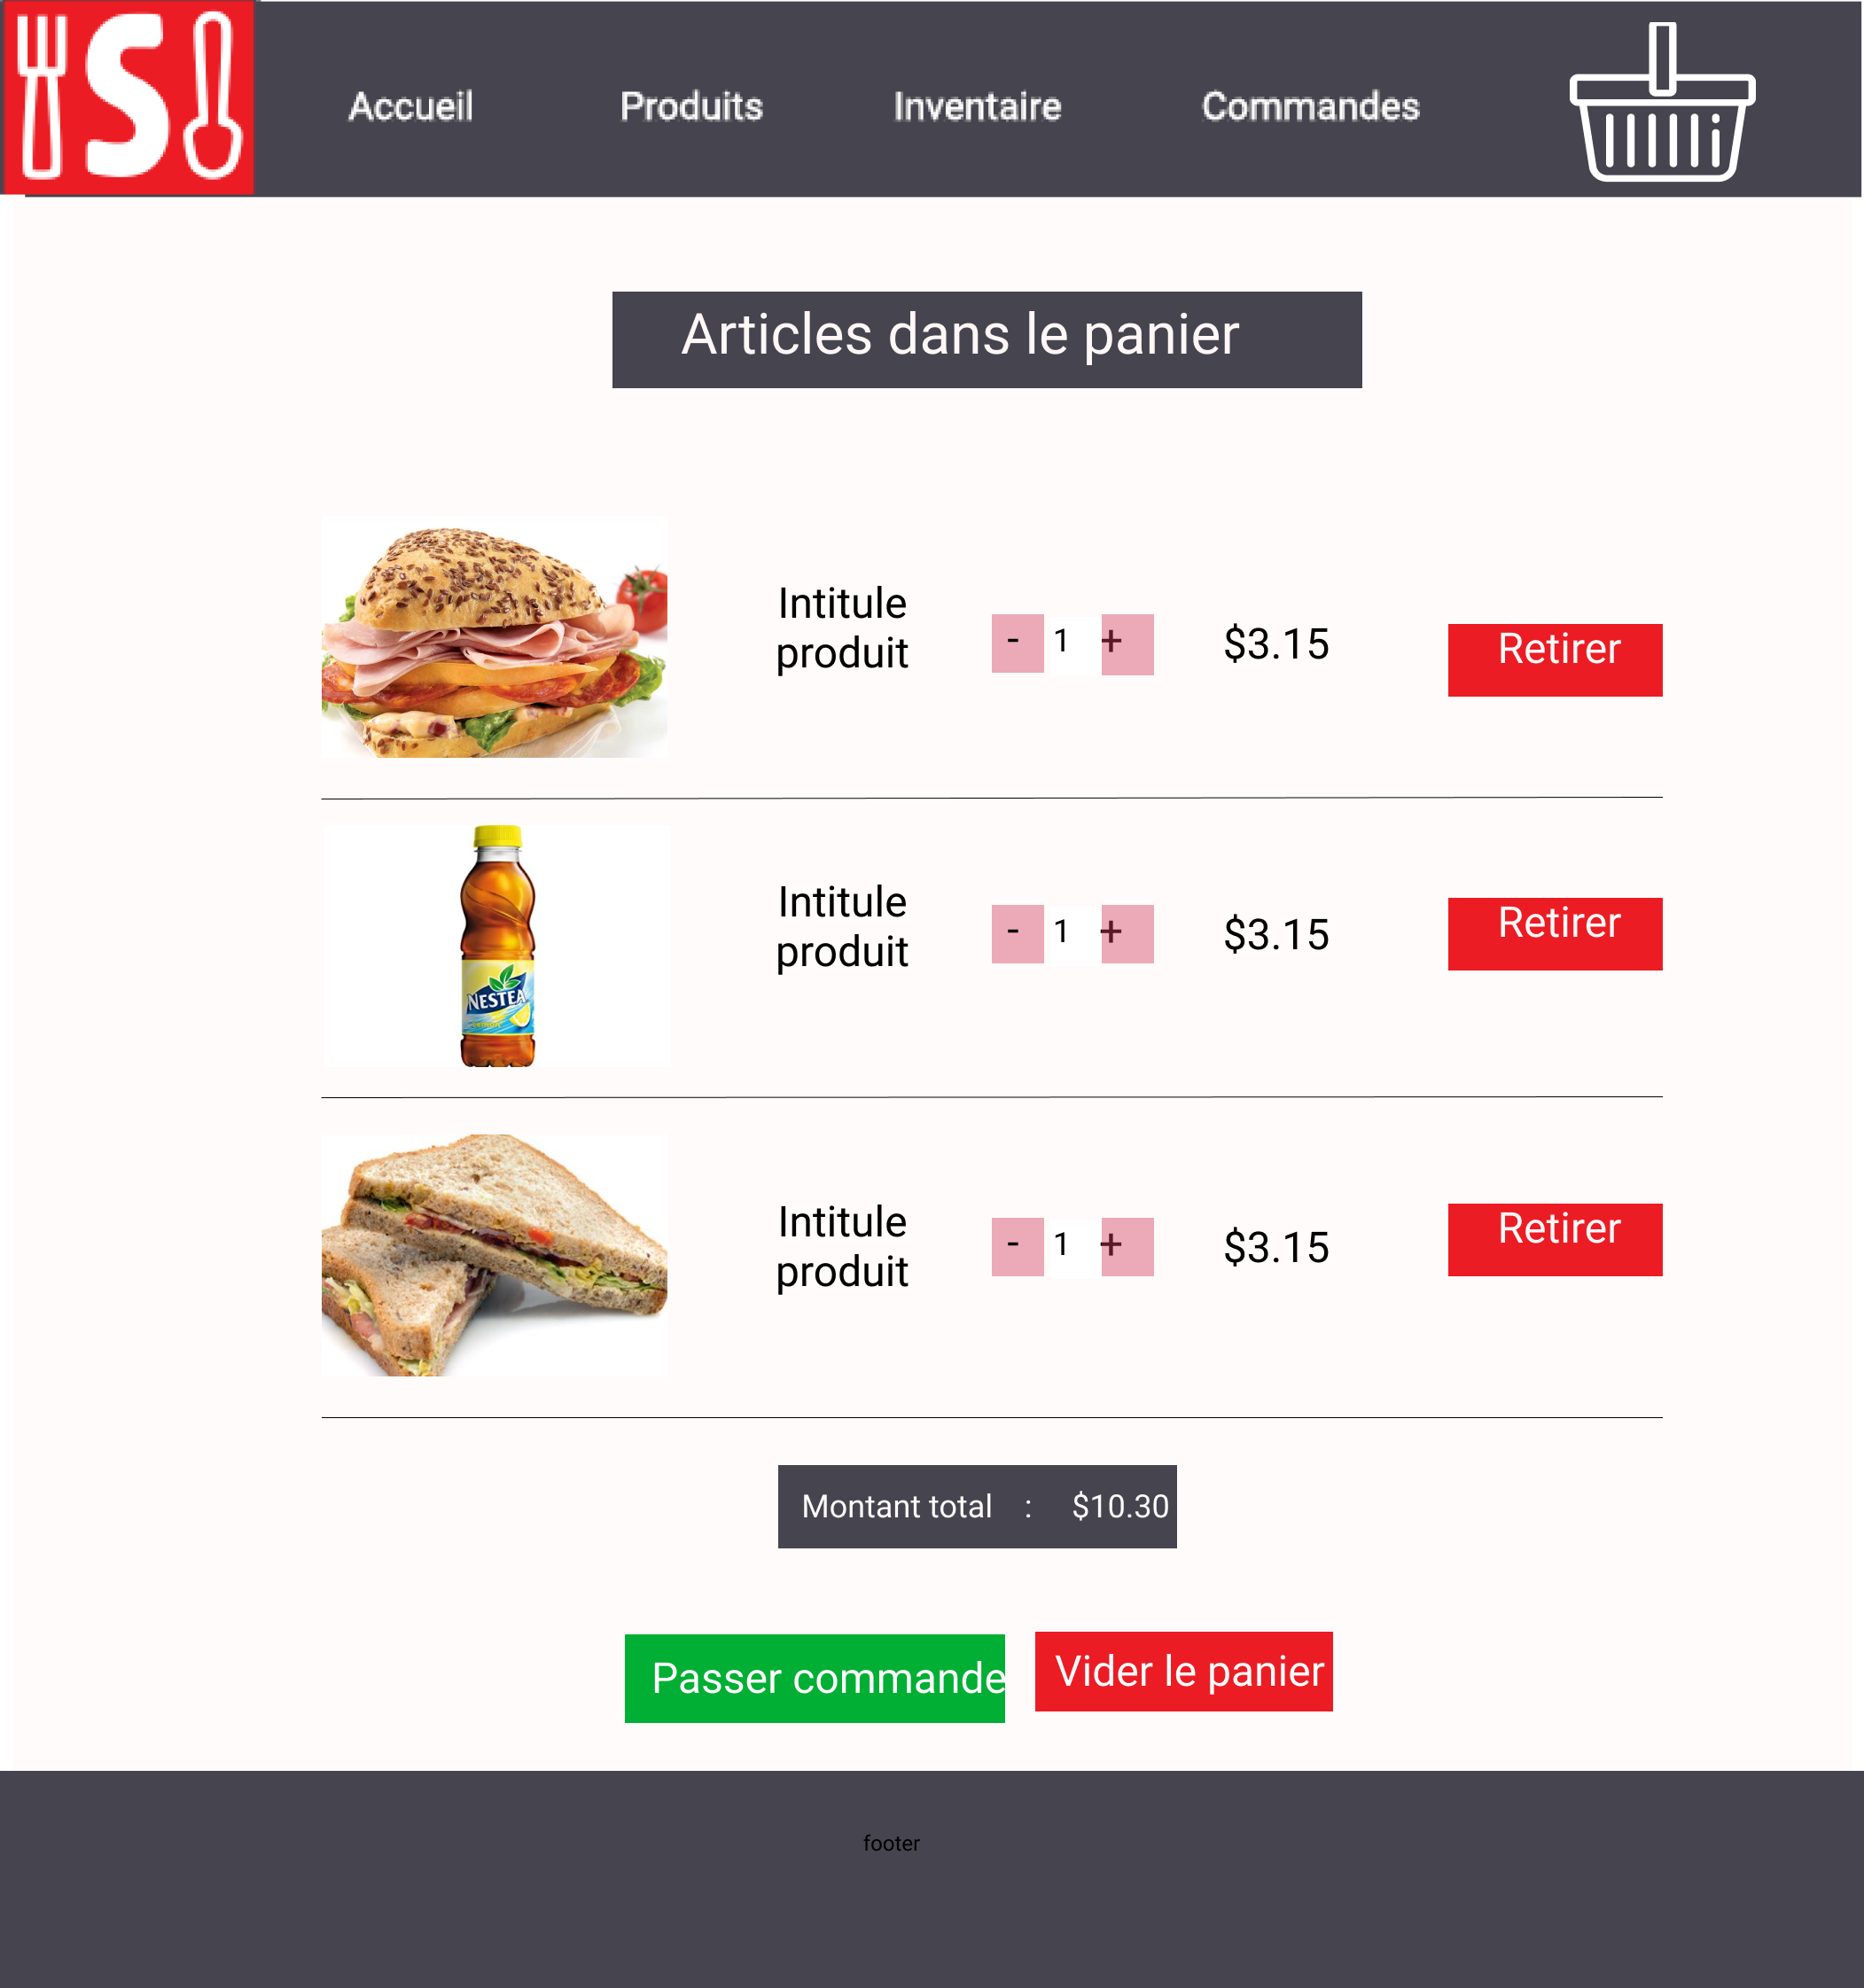 S
Accueil Produits Inventaire Commandes
Articles dans le panier
Intitule
produit
- 1 + $3.15 Retirer
NESTEA
Intitule
produit
- 1 + $3.15 Retirer
Intitule
produit
- 1 + $3.15 Retirer
Montant total : $10.30
Passer commande Vider le panier
footer